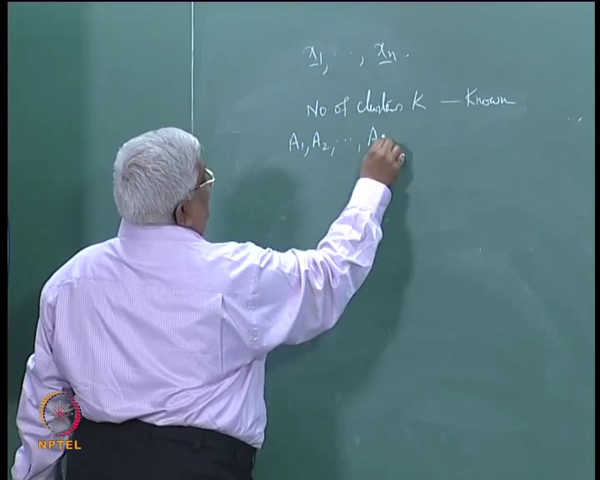 x1, ..., xn.
No of clusters K — Known
A1, A2, ..., A
NPTEL